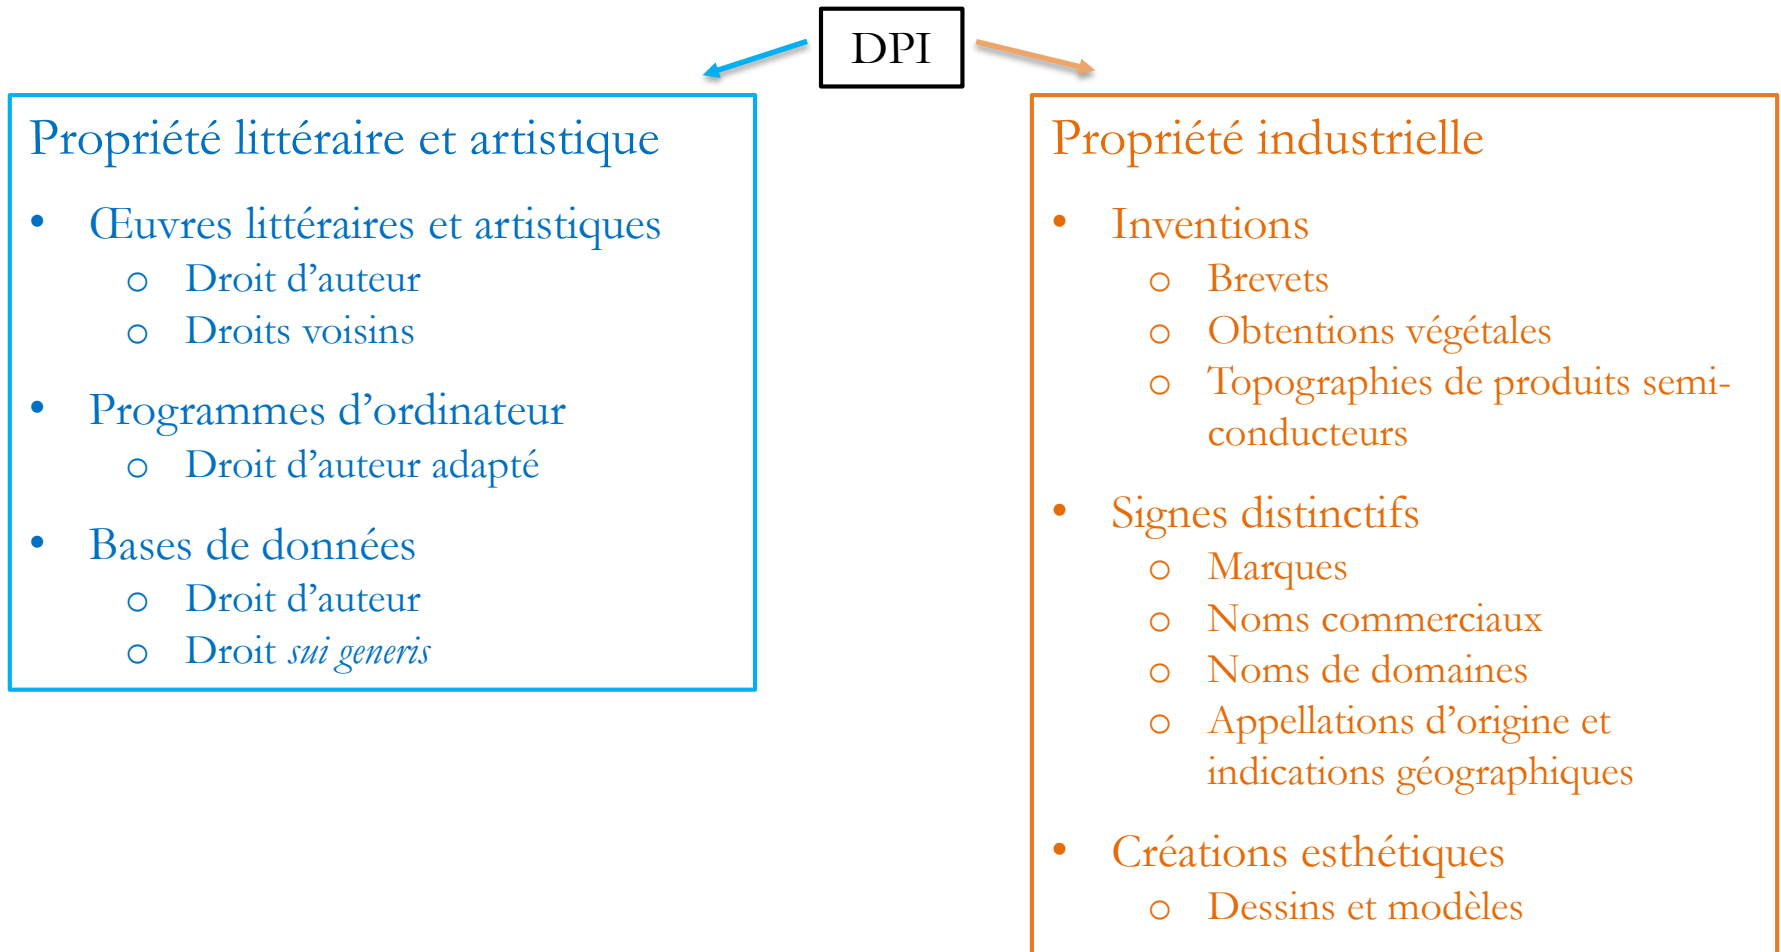 DPI
Propriété littéraire et artistique
• Œuvres littéraires et artistiques
o Droit d’auteur
o Droits voisins
• Programmes d’ordinateur
o Droit d’auteur adapté
• Bases de données
o Droit d’auteur
o Droit sui generis
Propriété industrielle
• Inventions
o Brevets
o Obtentions végétales
o Topographies de produits semi-
conducteurs
• Signes distinctifs
o Marques
o Noms commerciaux
o Noms de domaines
o Appellations d’origine et
indications géographiques
• Créations esthétiques
o Dessins et modèles